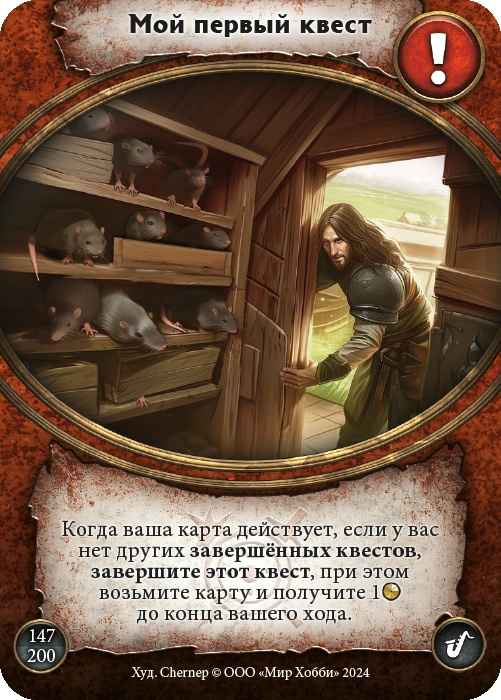 Мой первый квест
!
Когда ваша карта действует, если у вас
нет других завершённых квестов,
завершите этот квест, при этом
возьмите карту и получите 1
до конца вашего хода.
147
200
Худ. Chernep © ООО «Мир Хобби» 2024